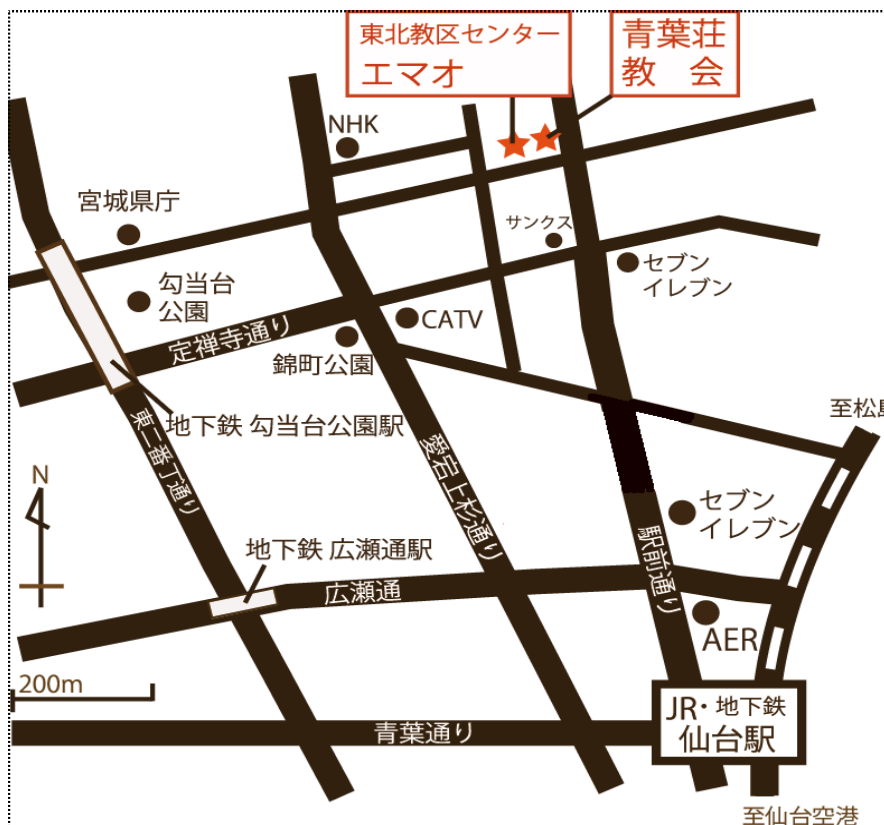 東北教区センター
エマオ
青葉荘
教　会
NHK
宮城県庁
サンクス
勾当台
公園
セブン
イレブン
定禅寺通り
CATV
錦町公園
地下鉄 勾当台公園駅
至松島
東二番丁通り
愛宕上杉通り
N
セブン
イレブン
地下鉄 広瀬通駅
広瀬通
駅前通り
AER
200m
JR・地下鉄
仙台駅
青葉通り
至仙台空港